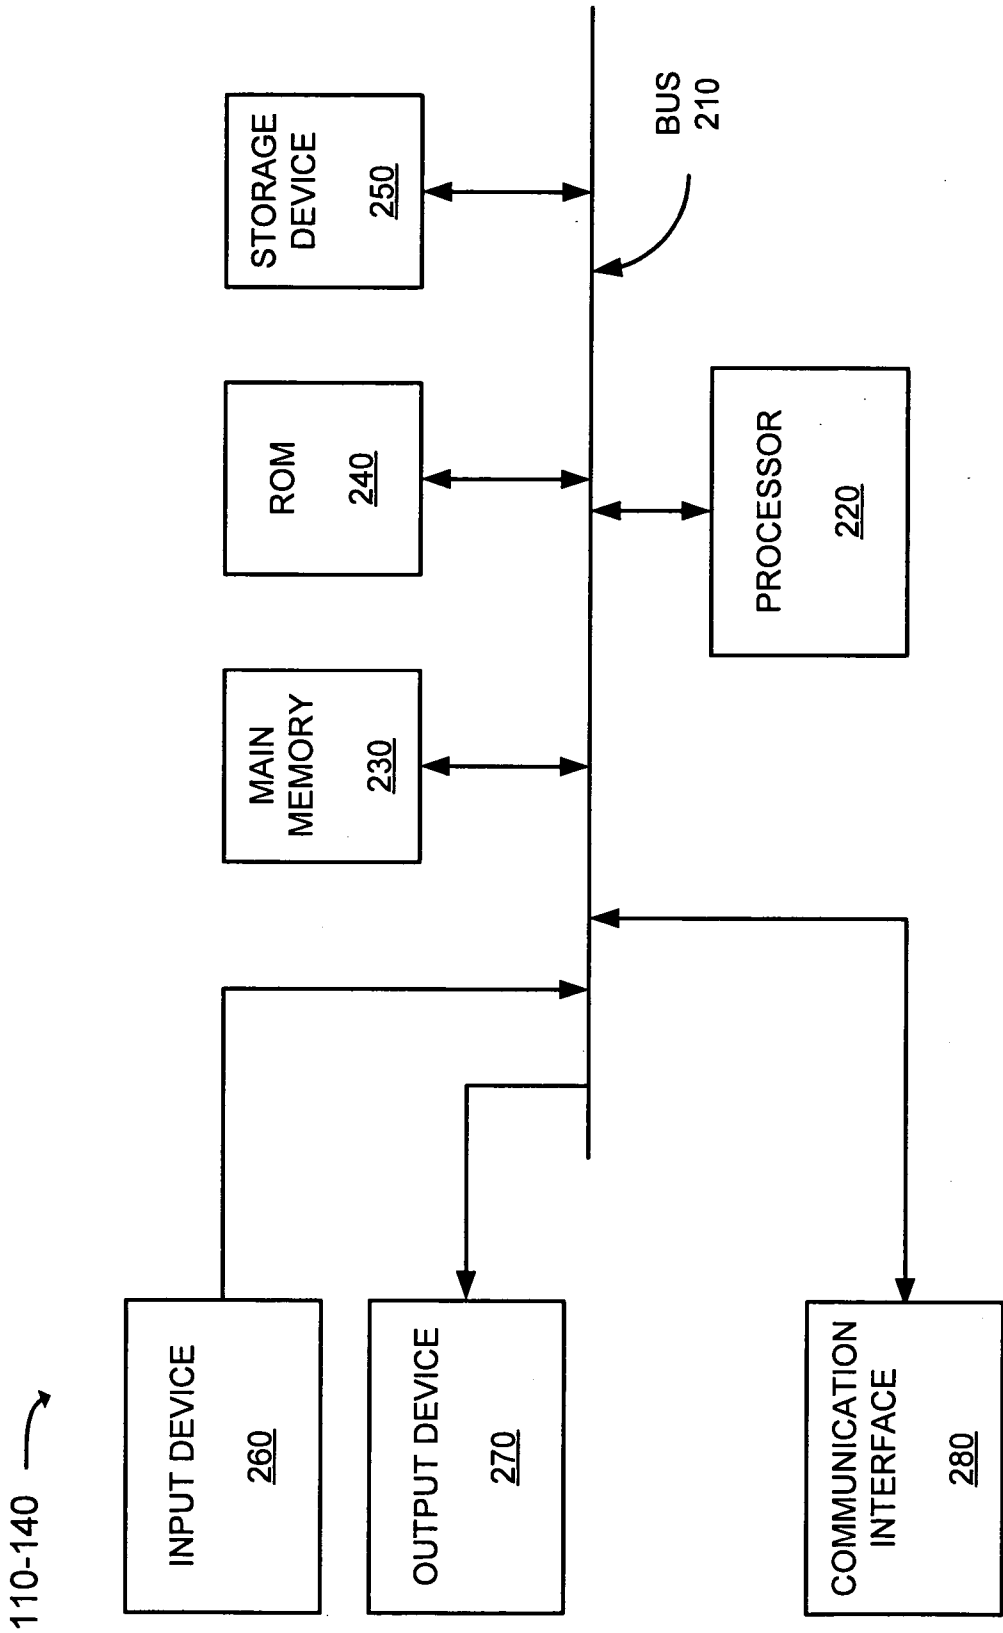 110-140
INPUT DEVICE
260
OUTPUT DEVICE
270
COMMUNICATION
INTERFACE
280
MAIN
MEMORY
230
ROM
240
STORAGE
DEVICE
250
PROCESSOR
220
BUS
210